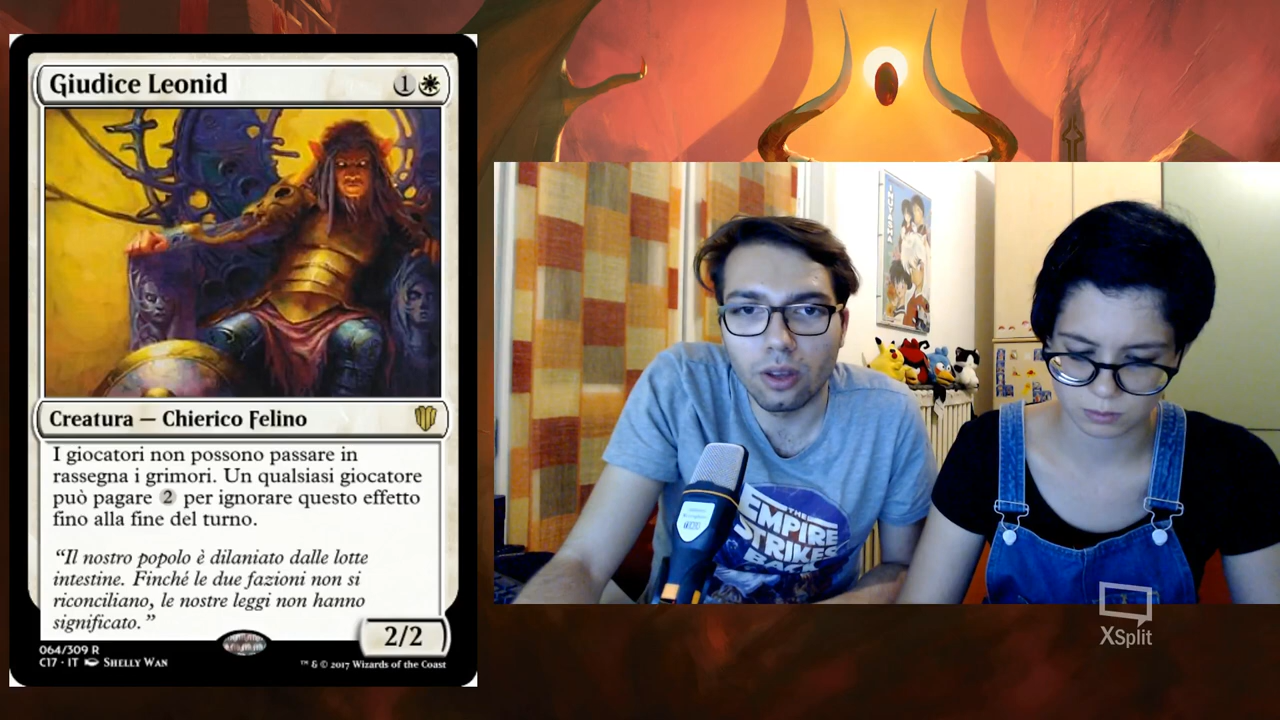 Giudice Leonid
1
Creatura — Chierico Felino
I giocatori non possono passare in
rassegna i grimori. Un qualsiasi giocatore
può pagare 2 per ignorare questo effetto
fino alla fine del turno.
“Il nostro popolo è dilaniato dalle lotte
intestine. Finché le due fazioni non si
riconciliano, le nostre leggi non hanno
significato.”
2/2
064/309 R
C17 · IT SHELLY WAN
™ & © 2017 Wizards of the Coast
THE
EMPIRE
STRIKES
BACK
XSplit